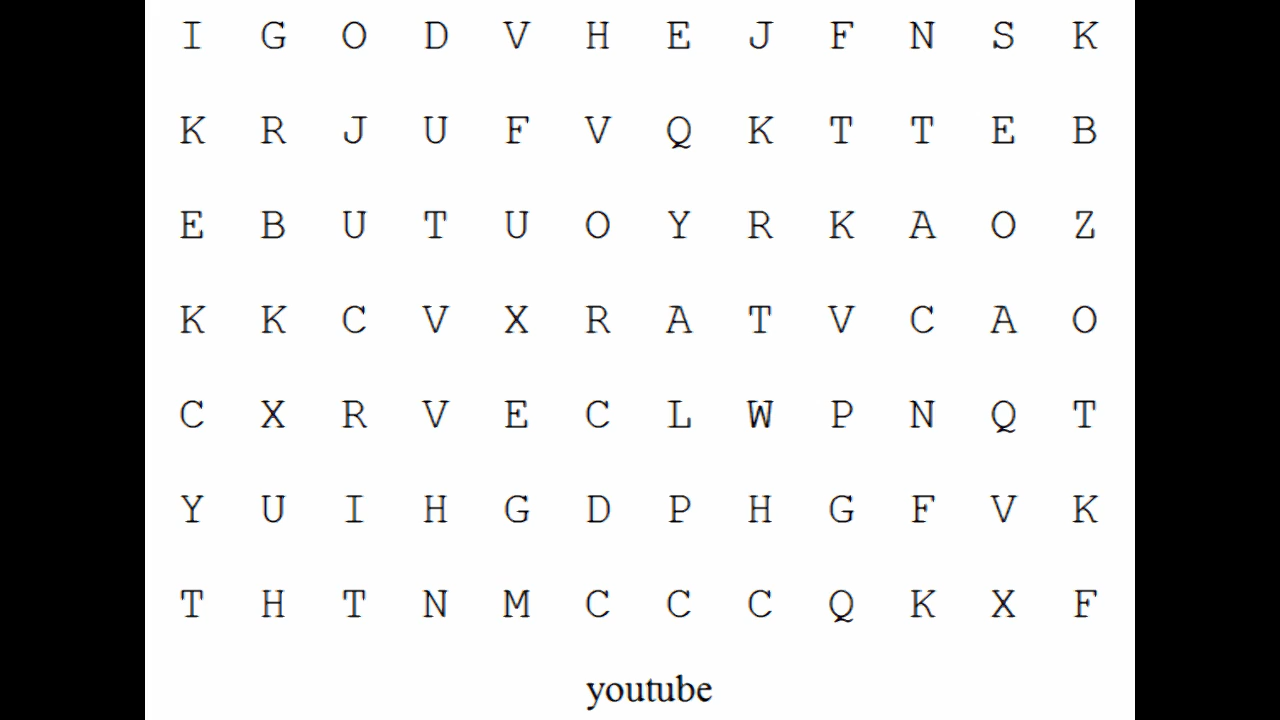 I G O D V H E J F N S K
K R J U F V Q K T T E B
E B U T U O Y R K A O Z
K K C V X R A T V C A O
C X R V E C L W P N Q T
Y U I H G D P H G F V K
T H T N M C C C Q K X F
youtube